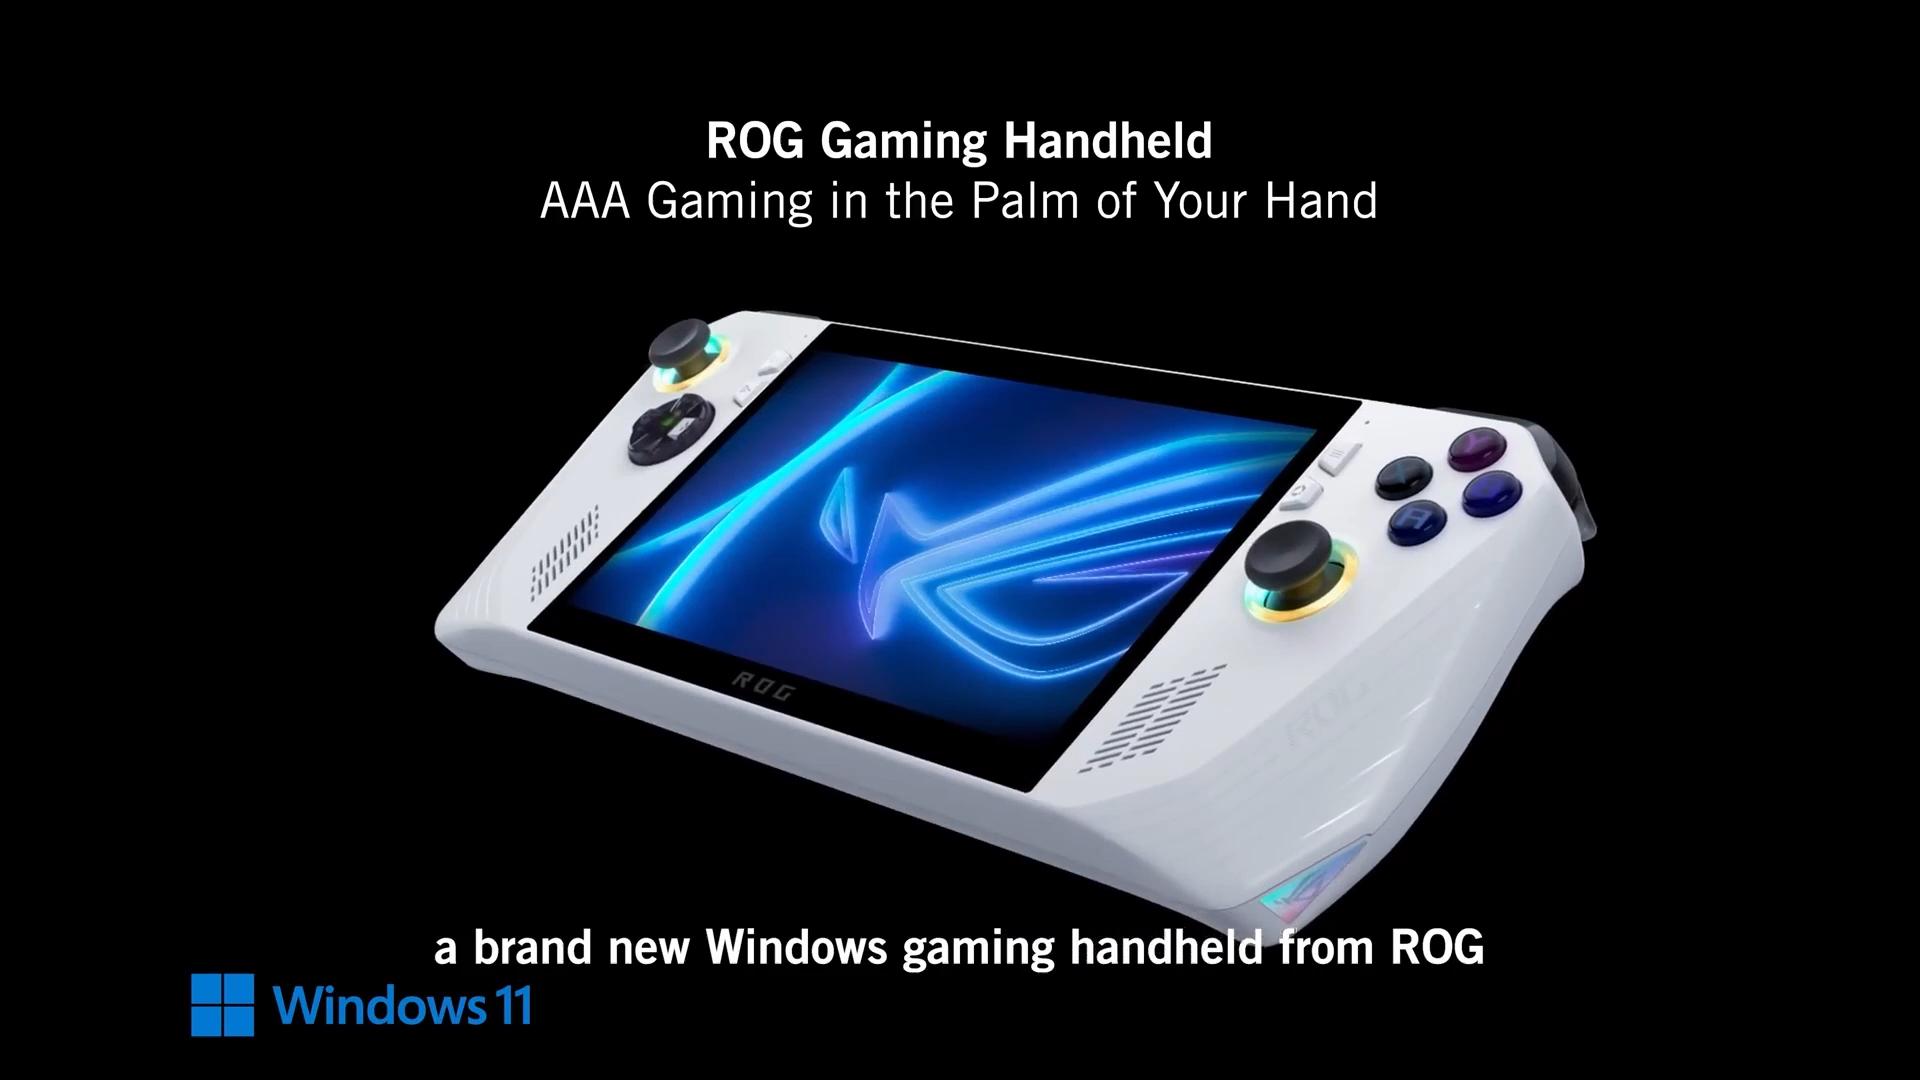 ROG Gaming Handheld
AAA Gaming in the Palm of Your Hand
Y
X
A
ROG
ROG
a brand new Windows gaming handheld from ROG
Windows 11